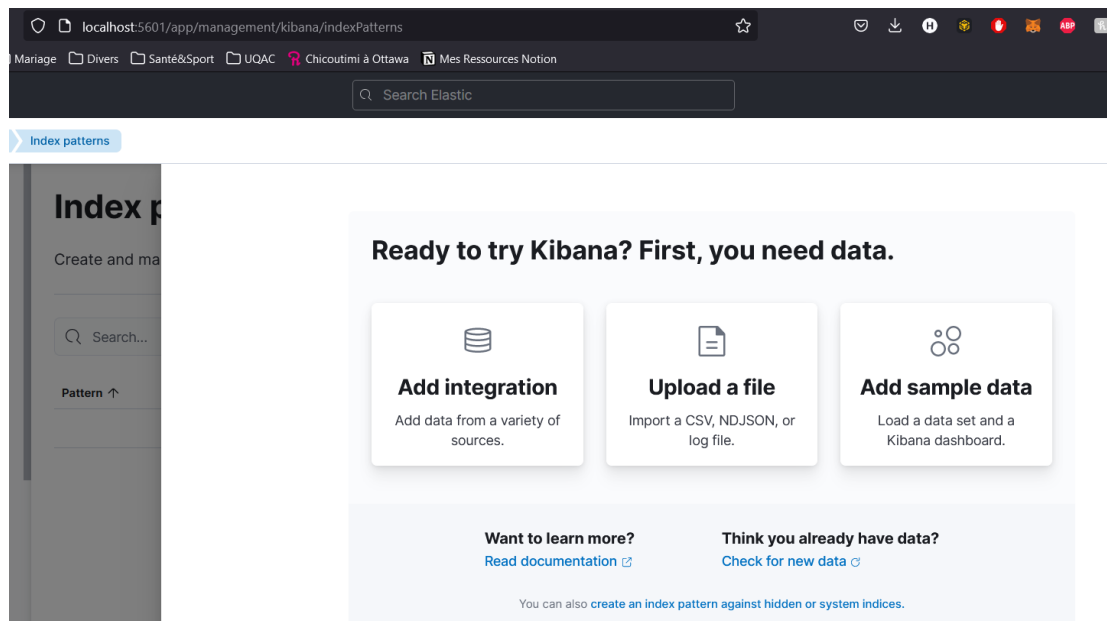 localhost:5601/app/management/kibana/indexPatterns
Mariage Divers Santé&Sport UQAC Chicoutimi à Ottawa Mes Ressources Notion
Search Elastic
Index patterns
Index p
Create and ma
Search...
Pattern
Ready to try Kibana? First, you need data.
Add integration
Add data from a variety of
sources.
Upload a file
Import a CSV, NDJSON, or
log file.
Add sample data
Load a data set and a
Kibana dashboard.
Want to learn more?
Read documentation
Think you already have data?
Check for new data
You can also create an index pattern against hidden or system indices.